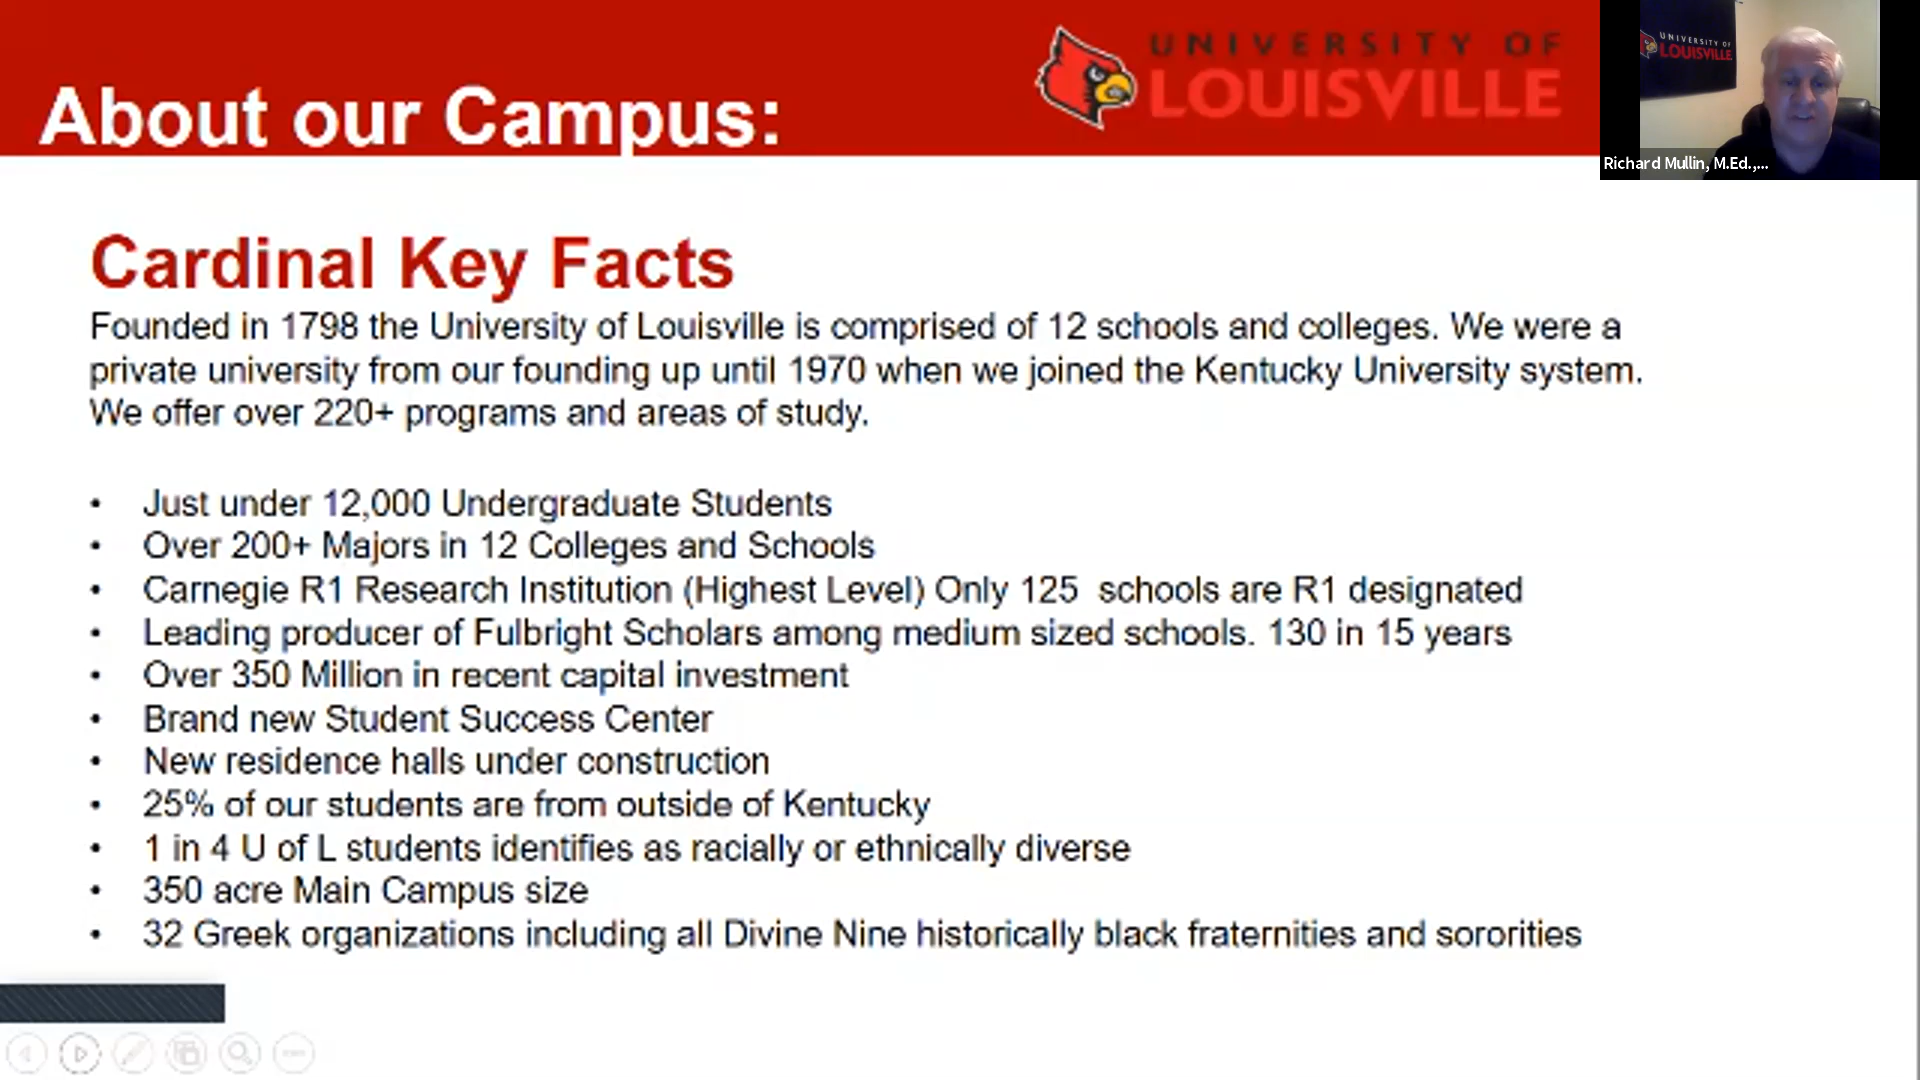 About our Campus:
UNIVERSITY OF
LOUISVILLE
UNIVERSITY OF
LOUISVILLE
Richard Mullin, M.Ed.,...
Cardinal Key Facts
Founded in 1798 the University of Louisville is comprised of 12 schools and colleges. We were a
private university from our founding up until 1970 when we joined the Kentucky University system.
We offer over 220+ programs and areas of study.
• Just under 12,000 Undergraduate Students
• Over 200+ Majors in 12 Colleges and Schools
• Carnegie R1 Research Institution (Highest Level) Only 125 schools are R1 designated
• Leading producer of Fulbright Scholars among medium sized schools. 130 in 15 years
• Over 350 Million in recent capital investment
• Brand new Student Success Center
• New residence halls under construction
• 25% of our students are from outside of Kentucky
• 1 in 4 U of L students identifies as racially or ethnically diverse
• 350 acre Main Campus size
• 32 Greek organizations including all Divine Nine historically black fraternities and sororities